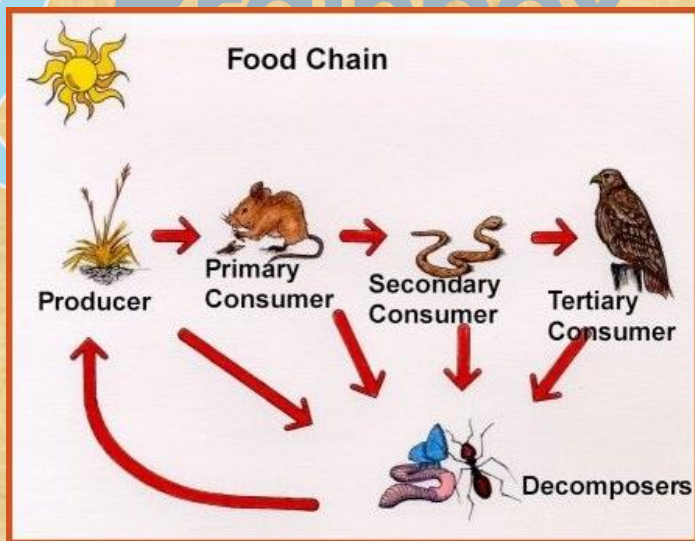 Food Chain
Producer
Primary
Consumer
Secondary
Consumer
Tertiary
Consumer
Decomposers